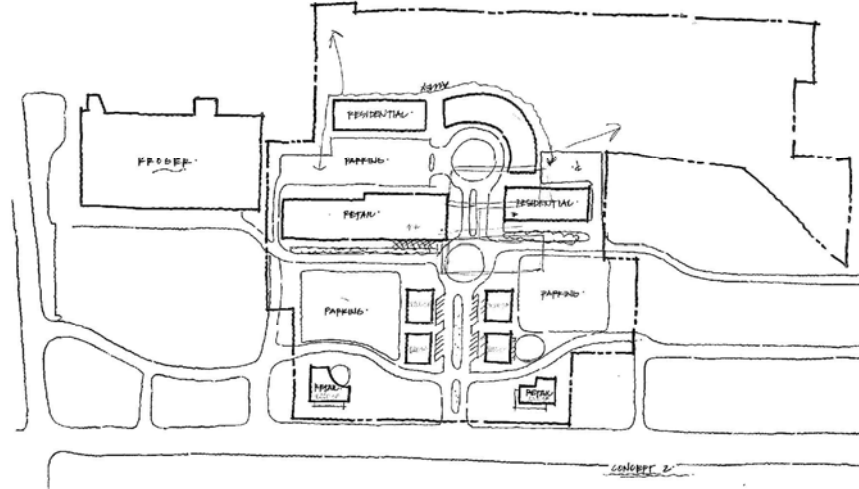 RESIDENTIAL.
KROGER.
PARKING
RESIDENTIAL.
RETAIL
PARKING.
PARKING.
RETAIL
RETAIL
CONCEPT 2.